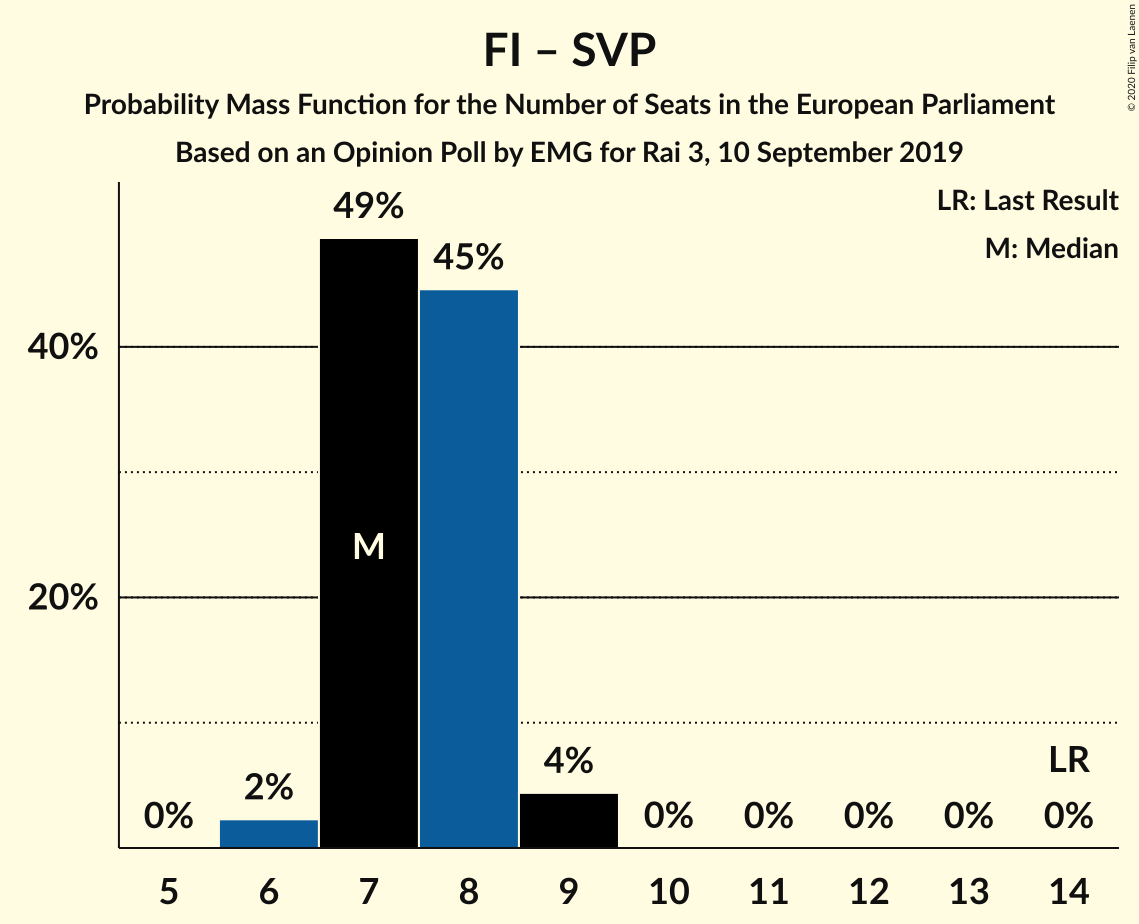 FI – SVP
Probability Mass Function for the Number of Seats in the European Parliament
Based on an Opinion Poll by EMG for Rai 3, 10 September 2019
© 2020 Filip van Laenen
LR: Last Result
M: Median
49%
45%
40%
M
20%
4%
LR
2%
0%
0%
0%
0%
0%
0%
5
6
7
8
9
10
11
12
13
14